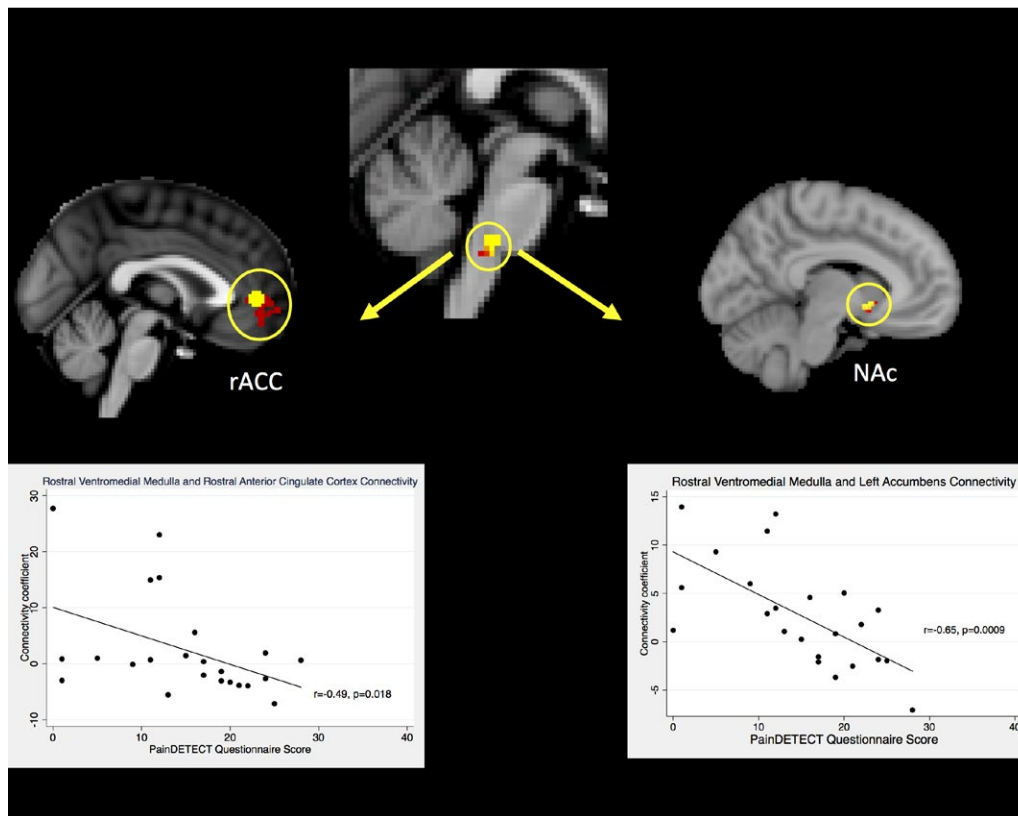 rACC
NAc
Rostral Ventromedial Medulla and Rostral Anterior Cingulate Cortex Connectivity
Connectivity coefficient
30
20
10
0
-10
r=-0.49, p=0.018
0 10 20 30 40
PainDETECT Questionnaire Score
Rostral Ventromedial Medulla and Left Accumbens Connectivity
Connectivity coefficient
15
10
5
0
-5
r=-0.65, p=0.0009
0 10 20 30 40
PainDETECT Questionnaire Score